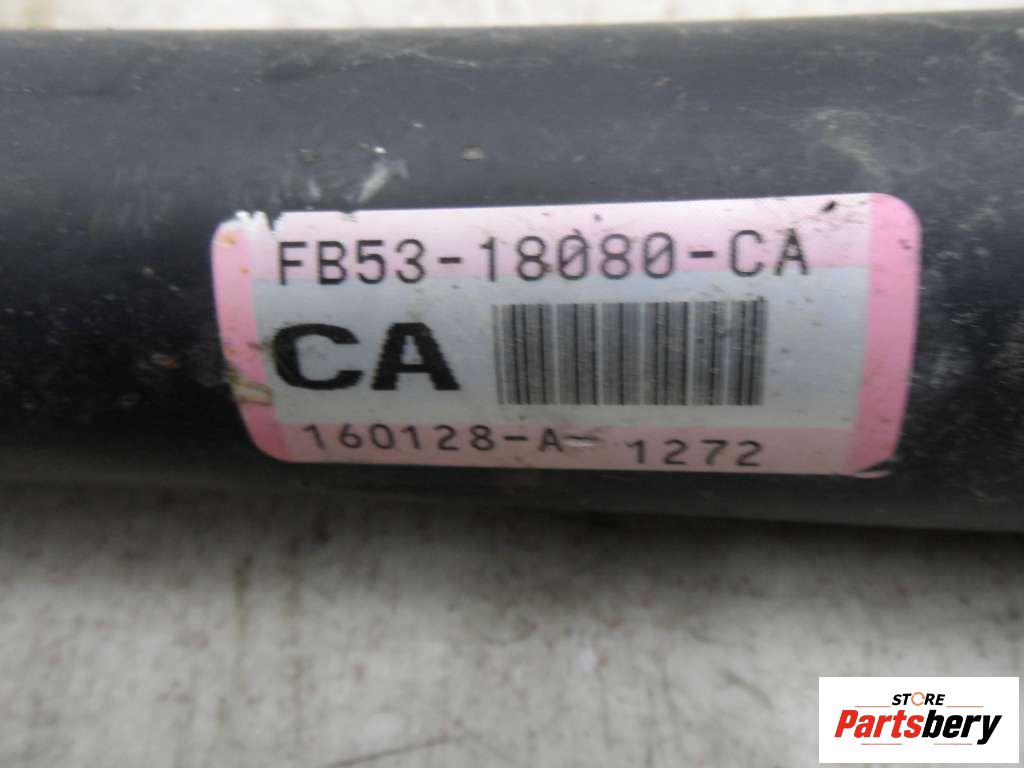 FB53-18080-CA
CA
160128-A- 1272
STORE
Partsbery